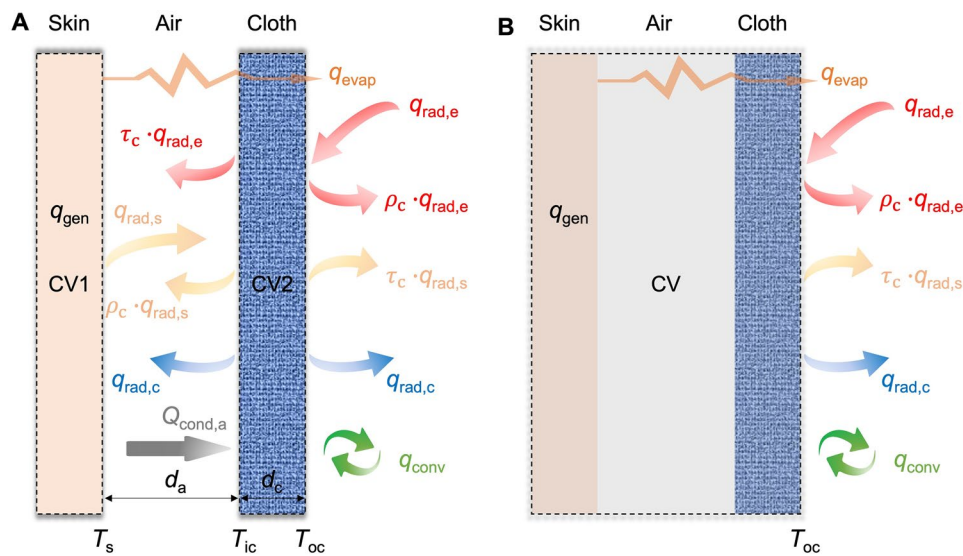 A
Skin
Air
Cloth
q_evap
q_rad,e
τ_c · q_rad,e
ρ_c · q_rad,e
q_gen
q_rad,s
CV1
CV2
τ_c · q_rad,s
ρ_c · q_rad,s
q_rad,c
q_rad,c
Q_cond,a
q_conv
d_a
d_c
T_s
T_ic
T_oc
B
Skin
Air
Cloth
q_evap
q_rad,e
ρ_c · q_rad,e
q_gen
CV
τ_c · q_rad,s
q_rad,c
q_conv
T_oc